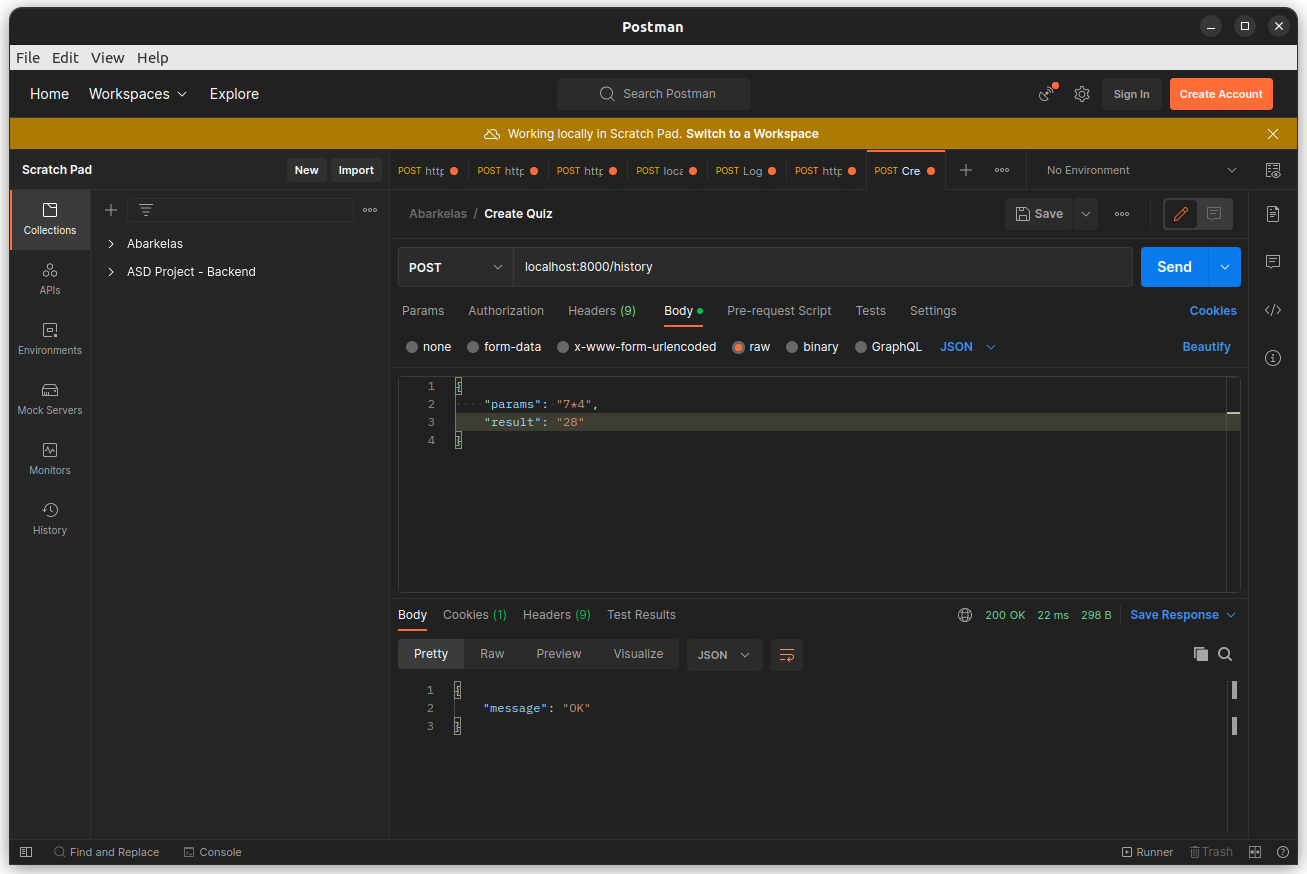 Postman
File Edit View Help
Home Workspaces Explore Search Postman Sign In Create Account
Working locally in Scratch Pad. Switch to a Workspace
Scratch Pad New Import
POST http POST http POST http POST loca POST Log POST http POST Cre No Environment
Collections
APIs
Environments
Mock Servers
Monitors
History
Abarkelas
ASD Project - Backend
Abarkelas / Create Quiz Save
POST localhost:8000/history Send
Params Authorization Headers (9) Body Pre-request Script Tests Settings Cookies
none form-data x-www-form-urlencoded raw binary GraphQL JSON Beautify
1 {
2 "params": "7*4",
3 "result": "28"
4 }
Body Cookies (1) Headers (9) Test Results 200 OK 22 ms 298 B Save Response
Pretty Raw Preview Visualize JSON
1 {
2 "message": "OK"
3 }
Find and Replace Console Runner Trash